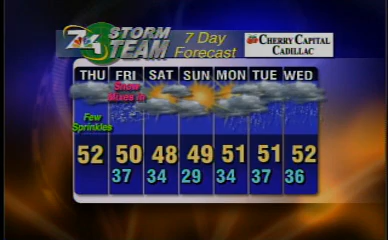 7&4 STORM TEAM
7 Day Forecast
CHERRY CAPITAL CADILLAC
THU FRI SAT SUN MON TUE WED
Few Sprinkles
Snow Mixes in
52 50 48 49 51 51 52
37 34 29 34 37 36